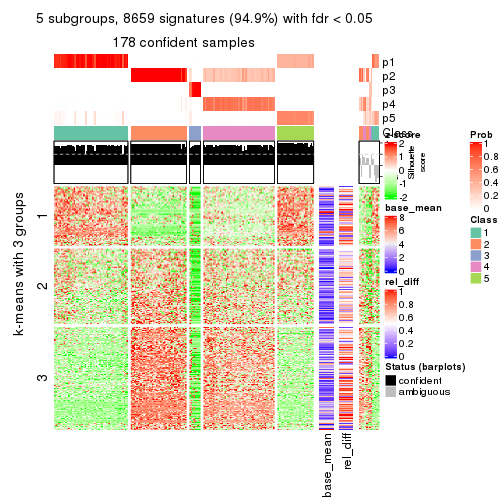 5 subgroups, 8659 signatures (94.9%) with fdr < 0.05
178 confident samples
p1
p2
p3
p4
p5
Class
z-score
2
1
0
-1
-2
Silhouette
score
Prob
1
0.8
0.6
0.4
0.2
0
base_mean
8
6
4
2
0
Class
1
2
3
4
5
rel_diff
1
0.8
0.6
0.4
0.2
0
Status (barplots)
confident
ambiguous
k-means with 3 groups
1
2
3
base_mean
rel_diff